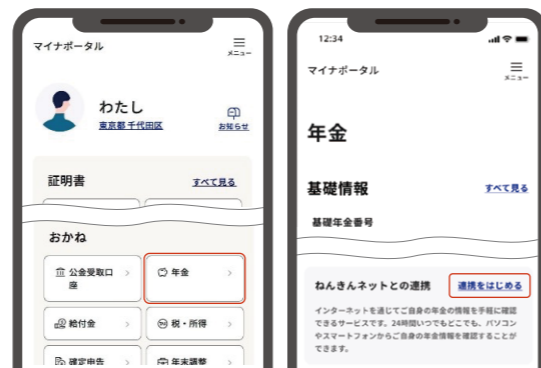 マイナポータル
メニュー
わたし
東京都 千代田区
お知らせ
証明書
すべて見る
おかね
公金受取口
座
年金
給付金
税・所得
確定申告
年末調整
12:34
マイナポータル
メニュー
年金
基礎情報
すべて見る
基礎年金番号
ねんきんネットとの連携
連携をはじめる
インターネットを通じてご自身の年金の情報を手軽に確認
できるサービスです。24時間いつでもどこでも、パソコン
やスマートフォンからご自身の年金情報を確認することが
できます。